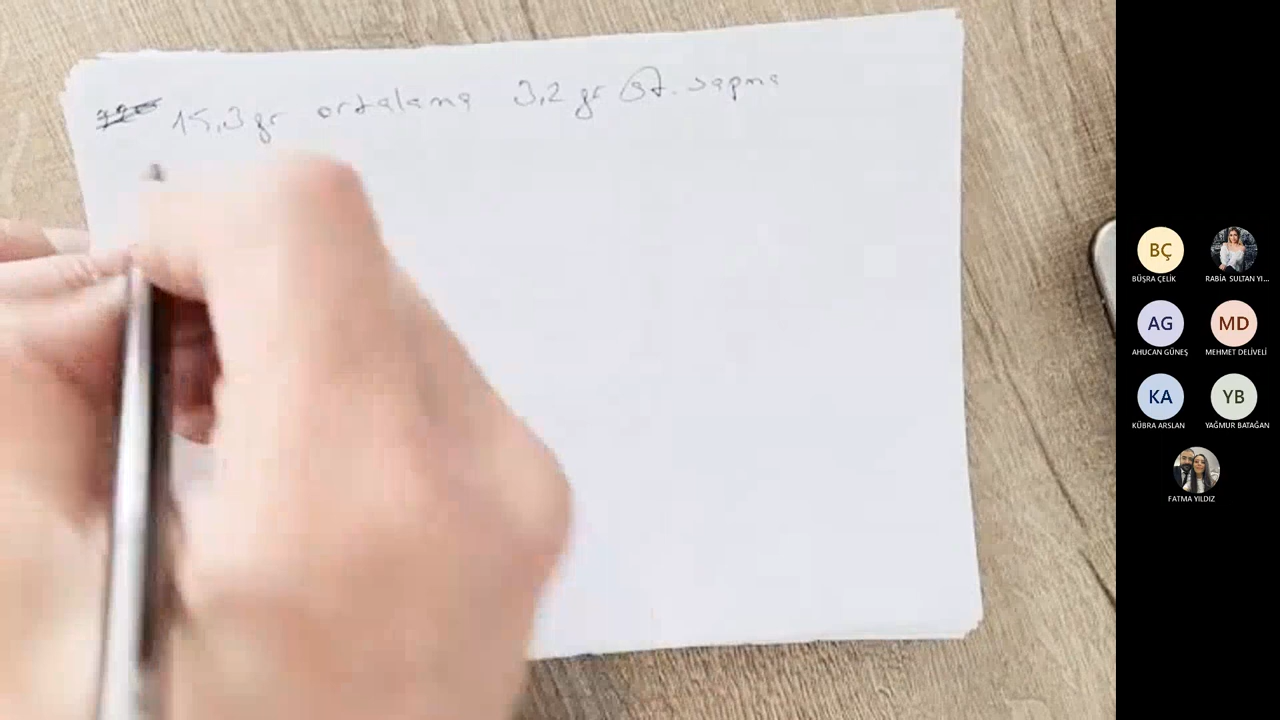 15,3 gr ortalama 3,2 gr St. sapma
BÇ
BÜŞRA ÇELİK
RABİA SULTAN YI...
AG
AHUCAN GÜNEŞ
MD
MEHMET DELİVELİ
KA
KÜBRA ARSLAN
YB
YAĞMUR BATAĞAN
FATMA YILDIZ